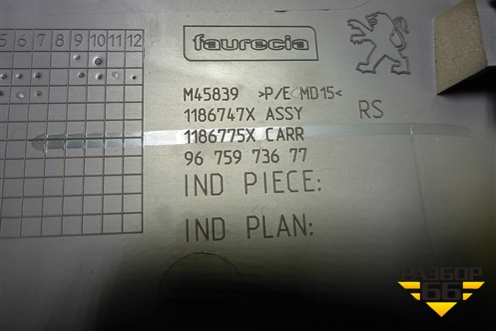 5 6 7 8 9 10 11 12
faurecia
M45839 >P/E MD15<
1186747X ASSY
RS
1186775X CARR
96 759 736 77
IND PIECE:
IND PLAN:
РАЗБОР
66